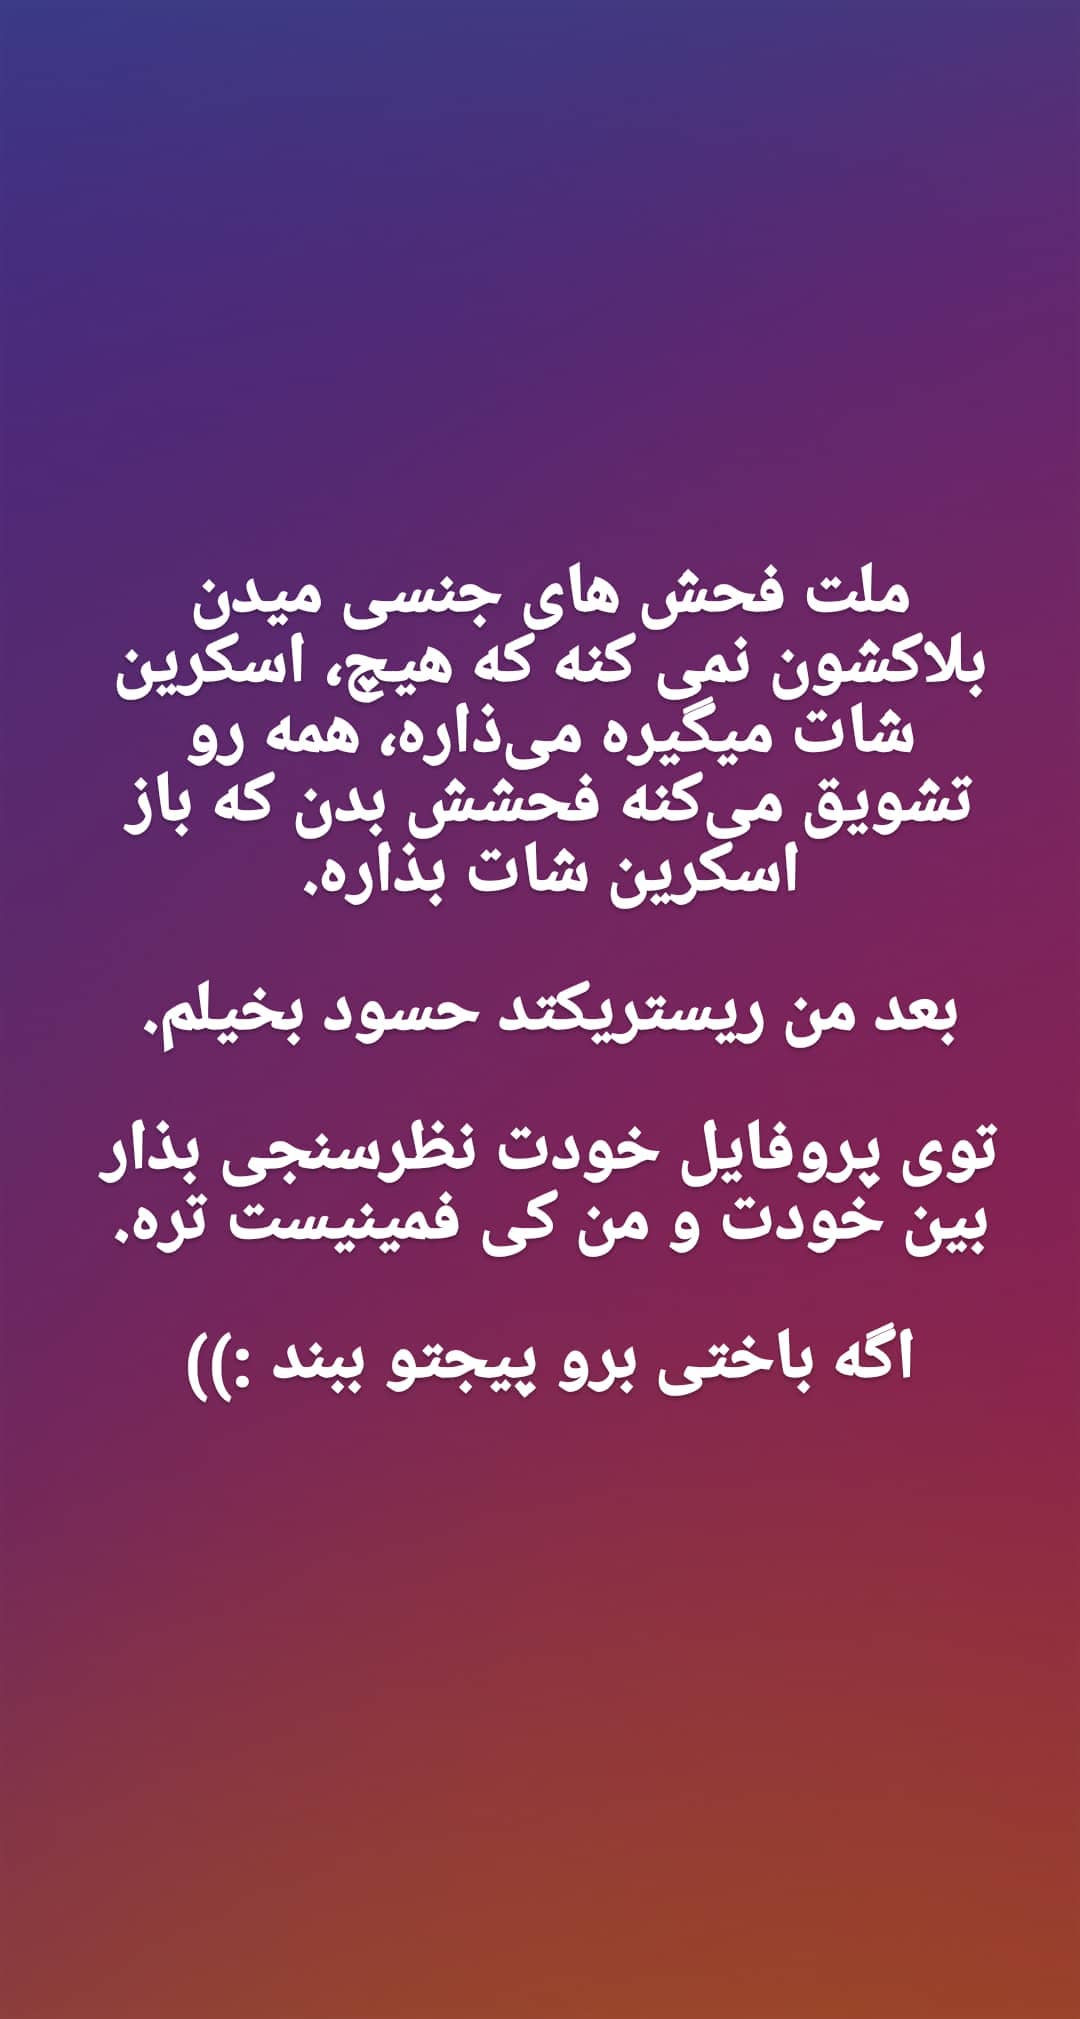 ملت فحش های جنسی میدن
بلاکشون نمی کنه که هیچ، اسکرین
شات میگیره می‌ذاره، همه رو
تشویق می‌کنه فحشش بدن که باز
اسکرین شات بذاره.
بعد من ریستریکتد حسود بخیلم.
توی پروفایل خودت نظرسنجی بذار
بین خودت و من کی فمینیست تره.
اگه باختی برو پیجتو ببند :))